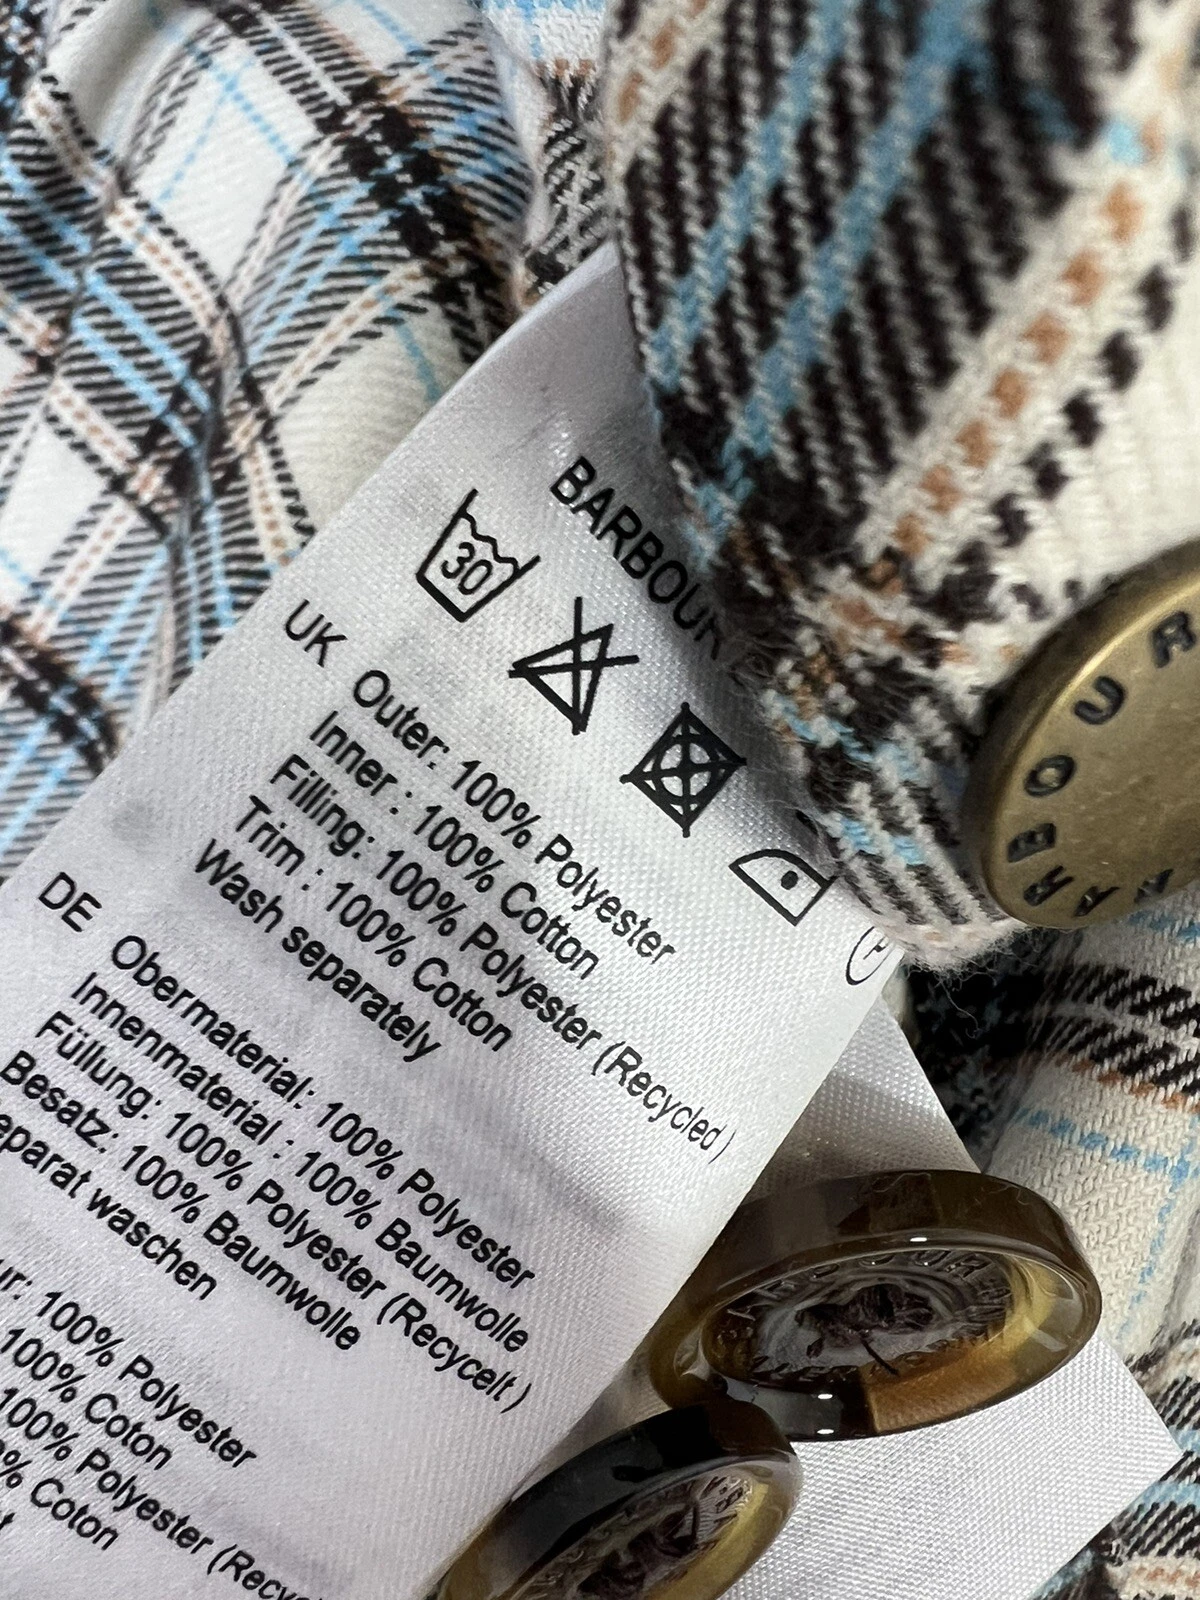 BARBOUR
30
P
UK Outer: 100% Polyester
Inner : 100% Cotton
Filling: 100% Polyester (Recycled )
Trim : 100% Cotton
Wash separately
DE Obermaterial: 100% Polyester
Innenmaterial : 100% Baumwolle
Füllung: 100% Polyester (Recycelt )
Besatz: 100% Baumwolle
waschen
100% Polyester
100% Coton
100% Polyester
Coton
BARBOUR